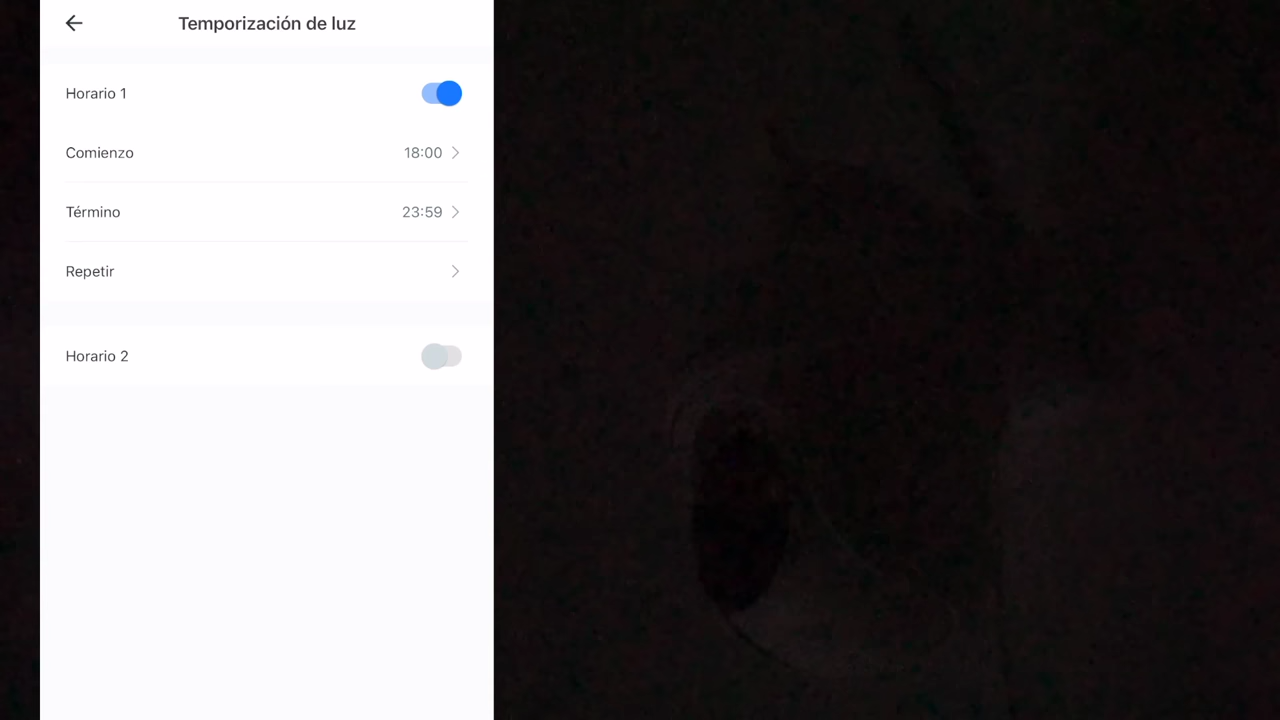 Temporización de luz
Horario 1
Comienzo 18:00
Término 23:59
Repetir
Horario 2